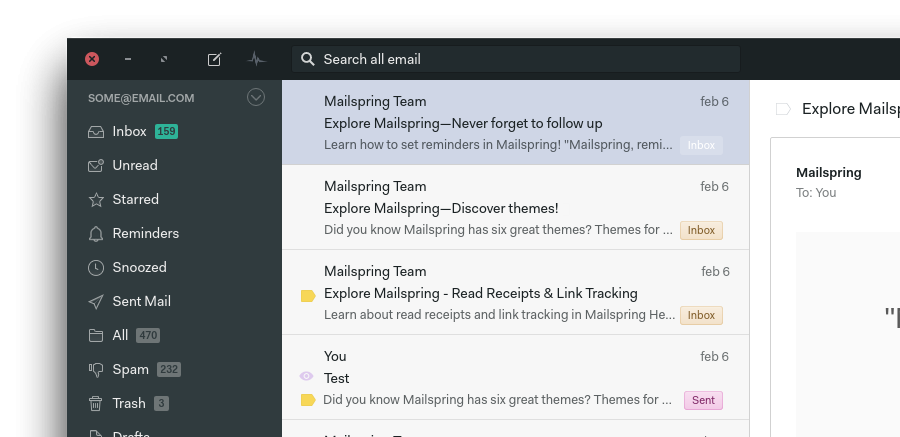 Search all email
SOME@EMAIL.COM
Inbox 159
Unread
Starred
Reminders
Snoozed
Sent Mail
All 470
Spam 232
Trash 3
Drafts
Mailspring Team feb 6
Explore Mailspring—Never forget to follow up
Learn how to set reminders in Mailspring! "Mailspring, remi... Inbox
Mailspring Team feb 6
Explore Mailspring—Discover themes!
Did you know Mailspring has six great themes? Themes for ... Inbox
Mailspring Team feb 6
Explore Mailspring - Read Receipts & Link Tracking
Learn about read receipts and link tracking in Mailspring He... Inbox
You feb 6
Test
Did you know Mailspring has six great themes? Themes for ... Sent
Explore Mailsp
Mailspring
To: You